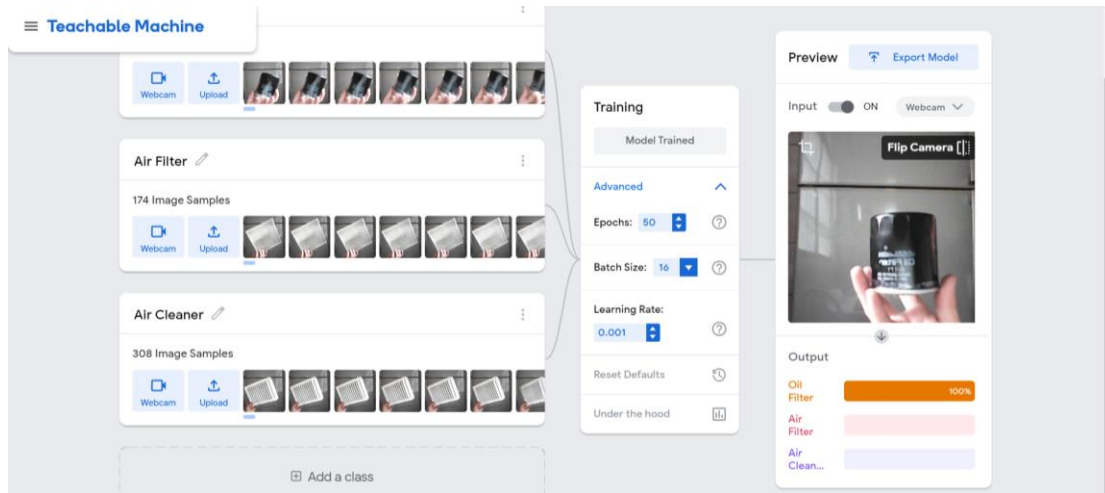 Teachable Machine
Webcam
Upload
Air Filter
174 Image Samples
Webcam
Upload
Air Cleaner
308 Image Samples
Webcam
Upload
Add a class
Training
Model Trained
Advanced
Epochs: 50
Batch Size: 16
Learning Rate:
0.001
Reset Defaults
Under the hood
Preview
Export Model
Input ON Webcam
Flip Camera
Output
Oil
Filter
100%
Air
Filter
Air
Clean...